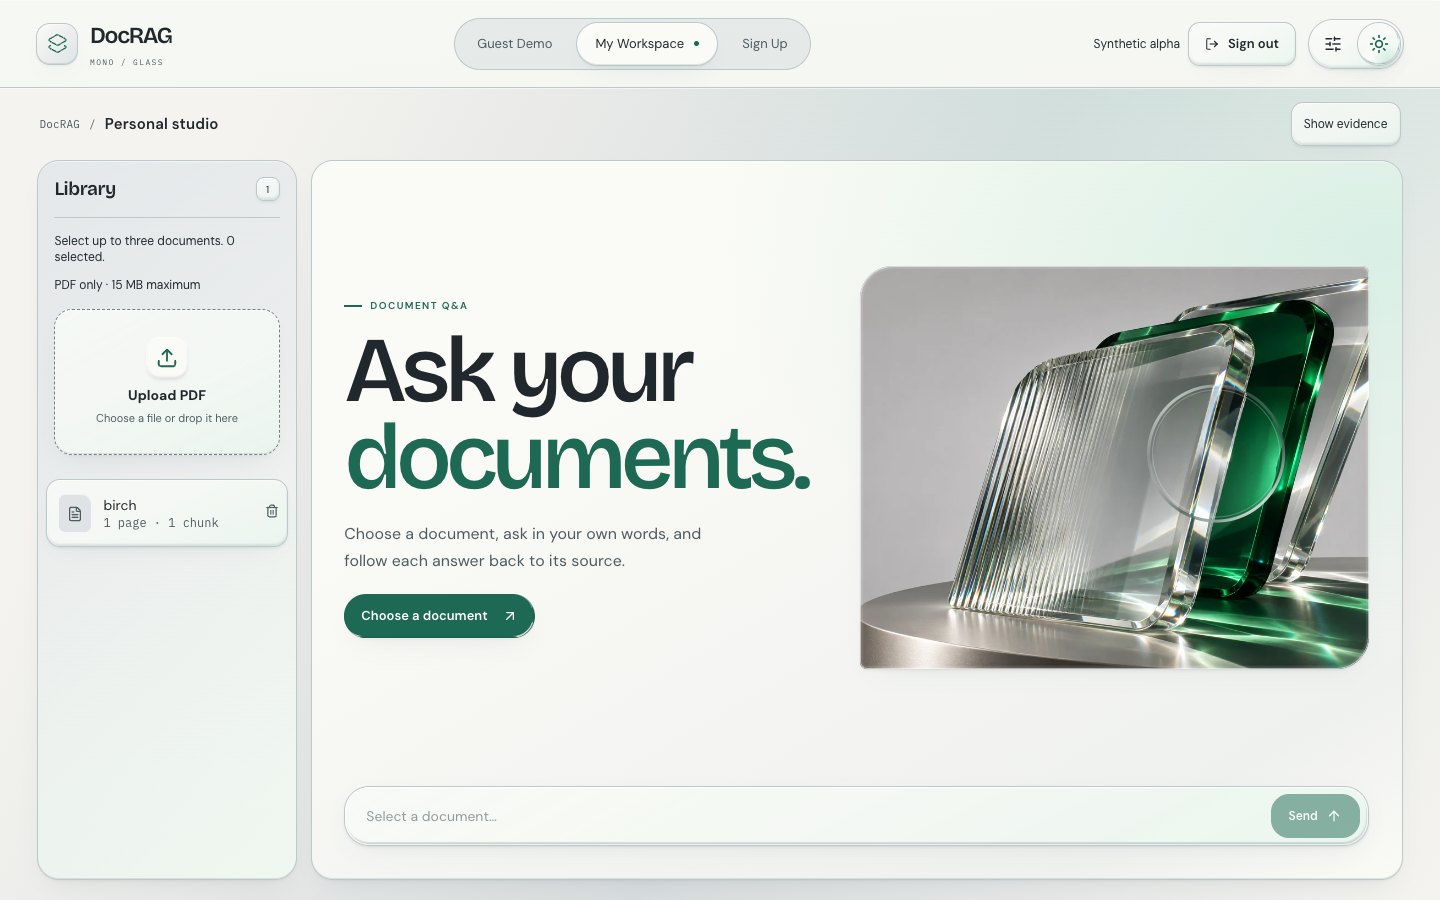 DocRAG
MONO / GLASS
Guest Demo
My Workspace
Sign Up
Synthetic alpha
Sign out
DocRAG / Personal studio
Show evidence
Library
1
Select up to three documents. 0
selected.
PDF only · 15 MB maximum
Upload PDF
Choose a file or drop it here
birch
1 page · 1 chunk
DOCUMENT Q&A
Ask your
documents.
Choose a document, ask in your own words, and
follow each answer back to its source.
Choose a document
Select a document…
Send